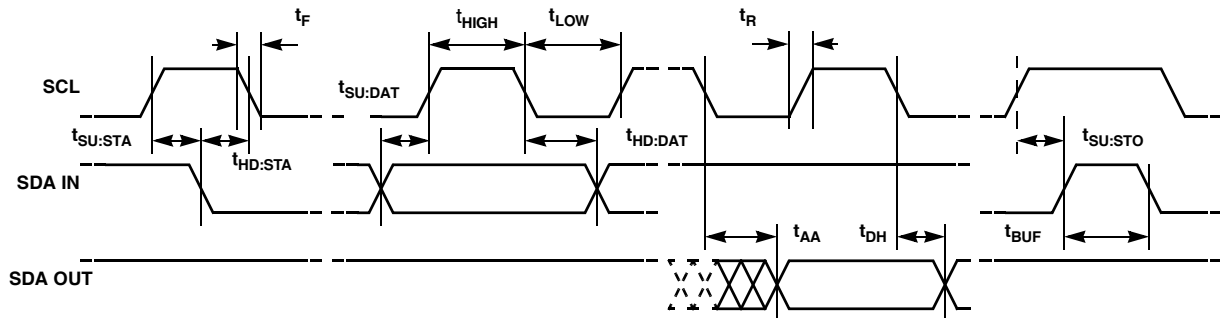 tF
tHIGH
tLOW
tR
SCL
tSU:DAT
tSU:STA
tHD:STA
tHD:DAT
tSU:STO
SDA IN
tAA
tDH
tBUF
SDA OUT